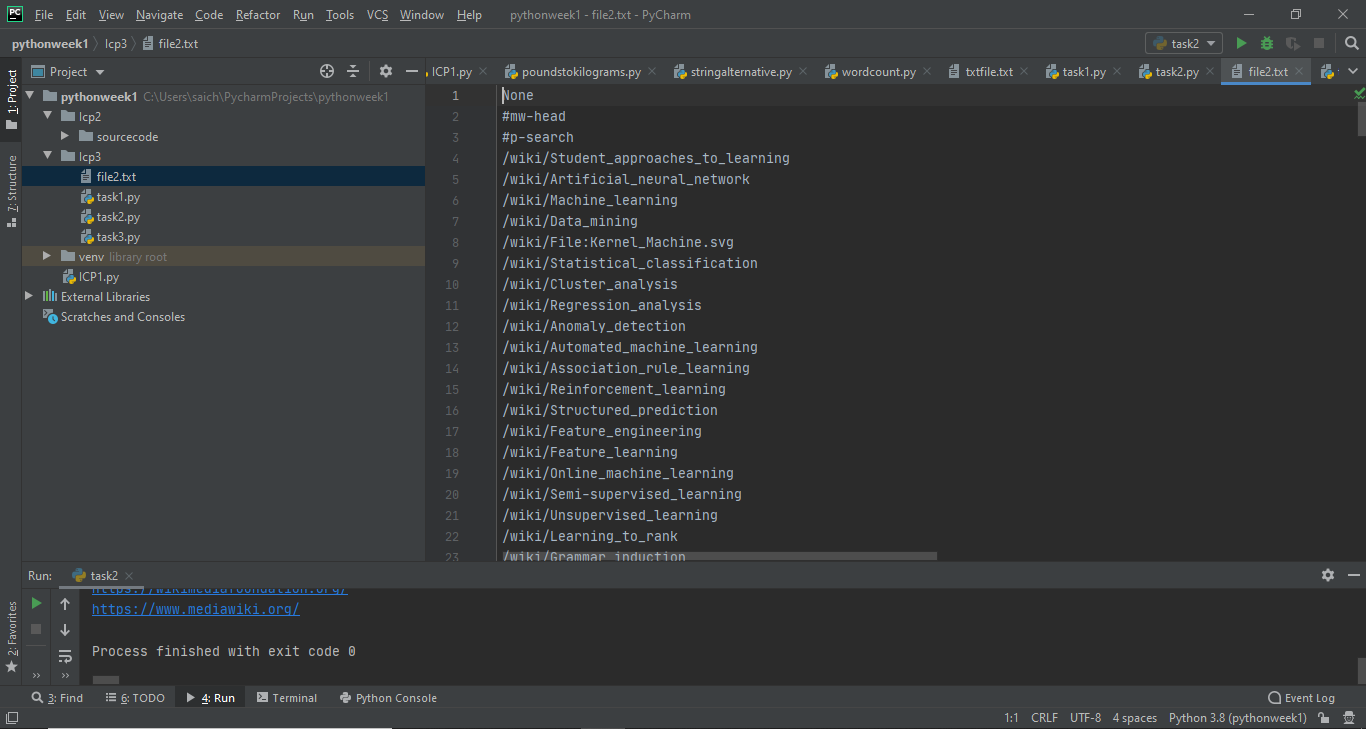 PC File Edit View Navigate Code Refactor Run Tools VCS Window Help pythonweek1 - file2.txt - PyCharm
pythonweek1 Icp3 file2.txt task2
Project ICP1.py poundstokilograms.py stringalternative.py wordcount.py txtfile.txt task1.py task2.py file2.txt
1: Project
7: Structure
2: Favorites
pythonweek1 C:\Users\saich\PycharmProjects\pythonweek1
Icp2
sourcecode
Icp3
file2.txt
task1.py
task2.py
task3.py
venv library root
ICP1.py
External Libraries
Scratches and Consoles
1 None
2 #mw-head
3 #p-search
4 /wiki/Student_approaches_to_learning
5 /wiki/Artificial_neural_network
6 /wiki/Machine_learning
7 /wiki/Data_mining
8 /wiki/File:Kernel_Machine.svg
9 /wiki/Statistical_classification
10 /wiki/Cluster_analysis
11 /wiki/Regression_analysis
12 /wiki/Anomaly_detection
13 /wiki/Automated_machine_learning
14 /wiki/Association_rule_learning
15 /wiki/Reinforcement_learning
16 /wiki/Structured_prediction
17 /wiki/Feature_engineering
18 /wiki/Feature_learning
19 /wiki/Online_machine_learning
20 /wiki/Semi-supervised_learning
21 /wiki/Unsupervised_learning
22 /wiki/Learning_to_rank
23 /wiki/Grammar_induction
Run: task2
https://wikimediafoundation.org/
https://www.mediawiki.org/
Process finished with exit code 0
3: Find 6: TODO 4: Run Terminal Python Console Event Log
1:1 CRLF UTF-8 4 spaces Python 3.8 (pythonweek1)